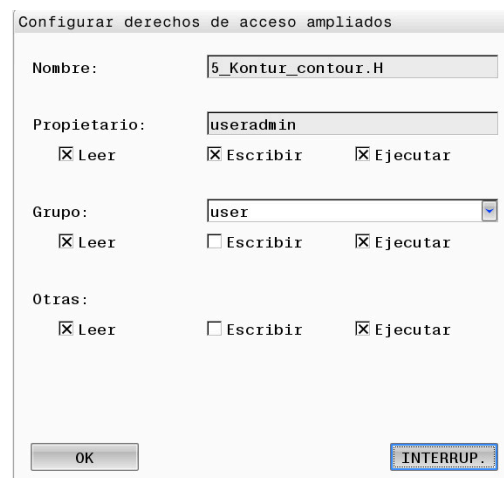 Configurar derechos de acceso ampliados
Nombre: 5_Kontur_contour.H
Propietario: useradmin
Leer Escribir Ejecutar
Grupo: user
Leer Escribir Ejecutar
Otras:
Leer Escribir Ejecutar
OK INTERRUP.